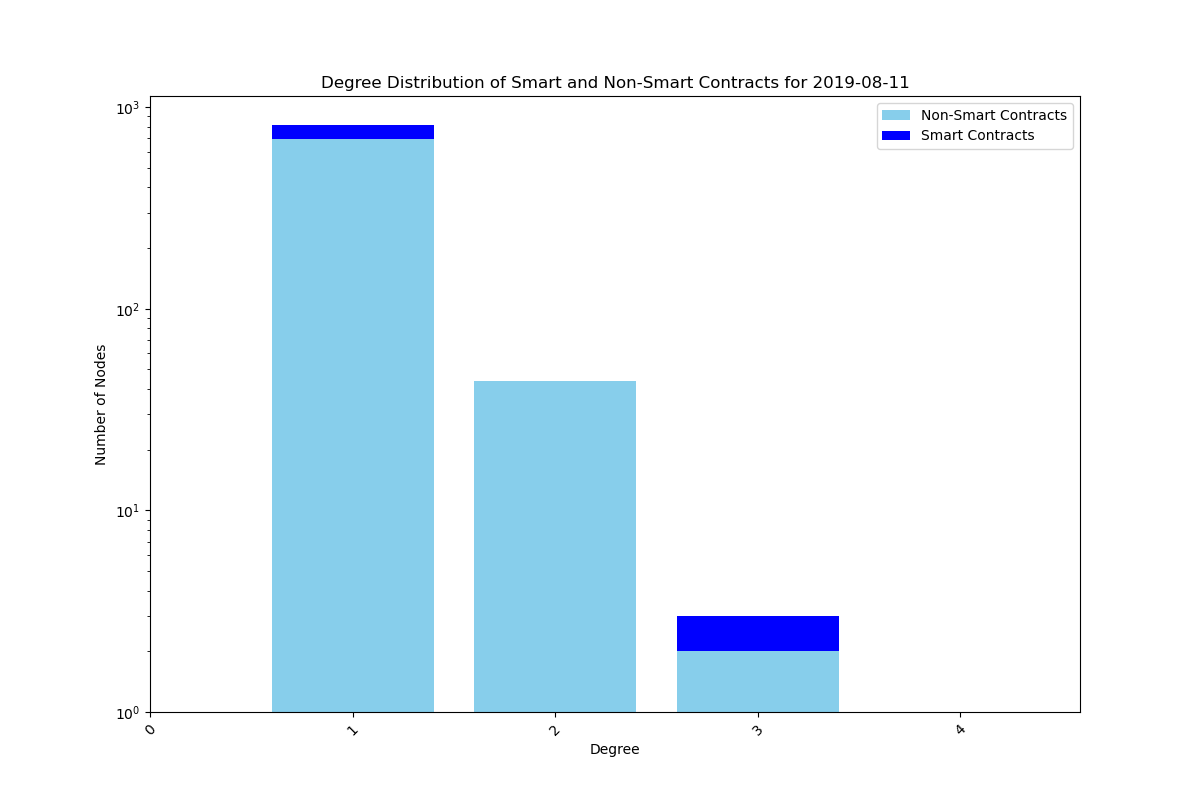 Degree Distribution of Smart and Non-Smart Contracts for 2019-08-11
Non-Smart Contracts
Smart Contracts
10³
10²
10¹
10⁰
Number of Nodes
0 1 2 3 4
Degree